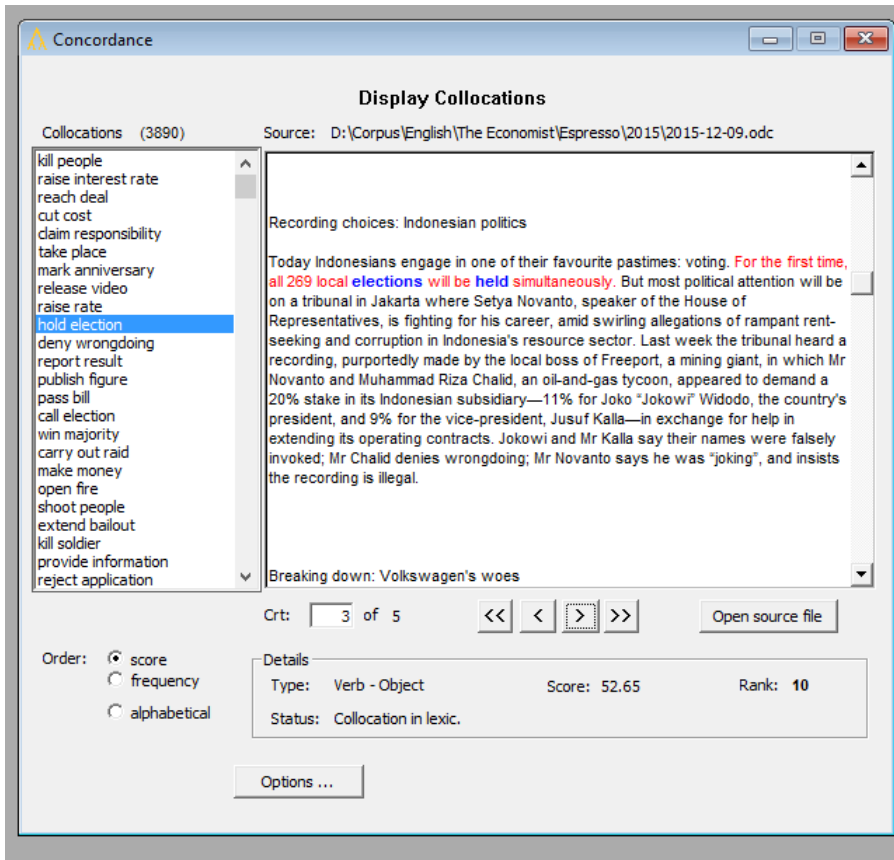 Concordance
Display Collocations
Collocations (3890)
Source: D:\Corpus\English\The Economist\Espresso\2015\2015-12-09.odc
kill people
raise interest rate
reach deal
cut cost
claim responsibility
take place
mark anniversary
release video
raise rate
hold election
deny wrongdoing
report result
publish figure
pass bill
call election
win majority
carry out raid
make money
open fire
shoot people
extend bailout
kill soldier
provide information
reject application
Recording choices: Indonesian politics
Today Indonesians engage in one of their favourite pastimes: voting. For the first time,
all 269 local elections will be held simultaneously. But most political attention will be
on a tribunal in Jakarta where Setya Novanto, speaker of the House of
Representatives, is fighting for his career, amid swirling allegations of rampant rent-
seeking and corruption in Indonesia's resource sector. Last week the tribunal heard a
recording, purportedly made by the local boss of Freeport, a mining giant, in which Mr
Novanto and Muhammad Riza Chalid, an oil-and-gas tycoon, appeared to demand a
20% stake in its Indonesian subsidiary—11% for Joko “Jokowi” Widodo, the country's
president, and 9% for the vice-president, Jusuf Kalla—in exchange for help in
extending its operating contracts. Jokowi and Mr Kalla say their names were falsely
invoked; Mr Chalid denies wrongdoing; Mr Novanto says he was “joking”, and insists
the recording is illegal.
Breaking down: Volkswagen's woes
Crt: 3 of 5 << < > >> Open source file
Order: score
frequency
alphabetical
Details
Type: Verb - Object Score: 52.65 Rank: 10
Status: Collocation in lexic.
Options ...